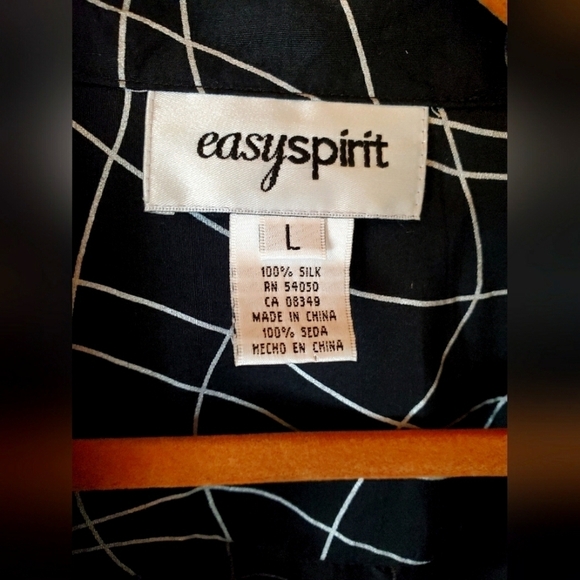 easyspirit
L
100% SILK
RN 54050
CA 08349
MADE IN CHINA
100% SEDA
HECHO EN CHINA